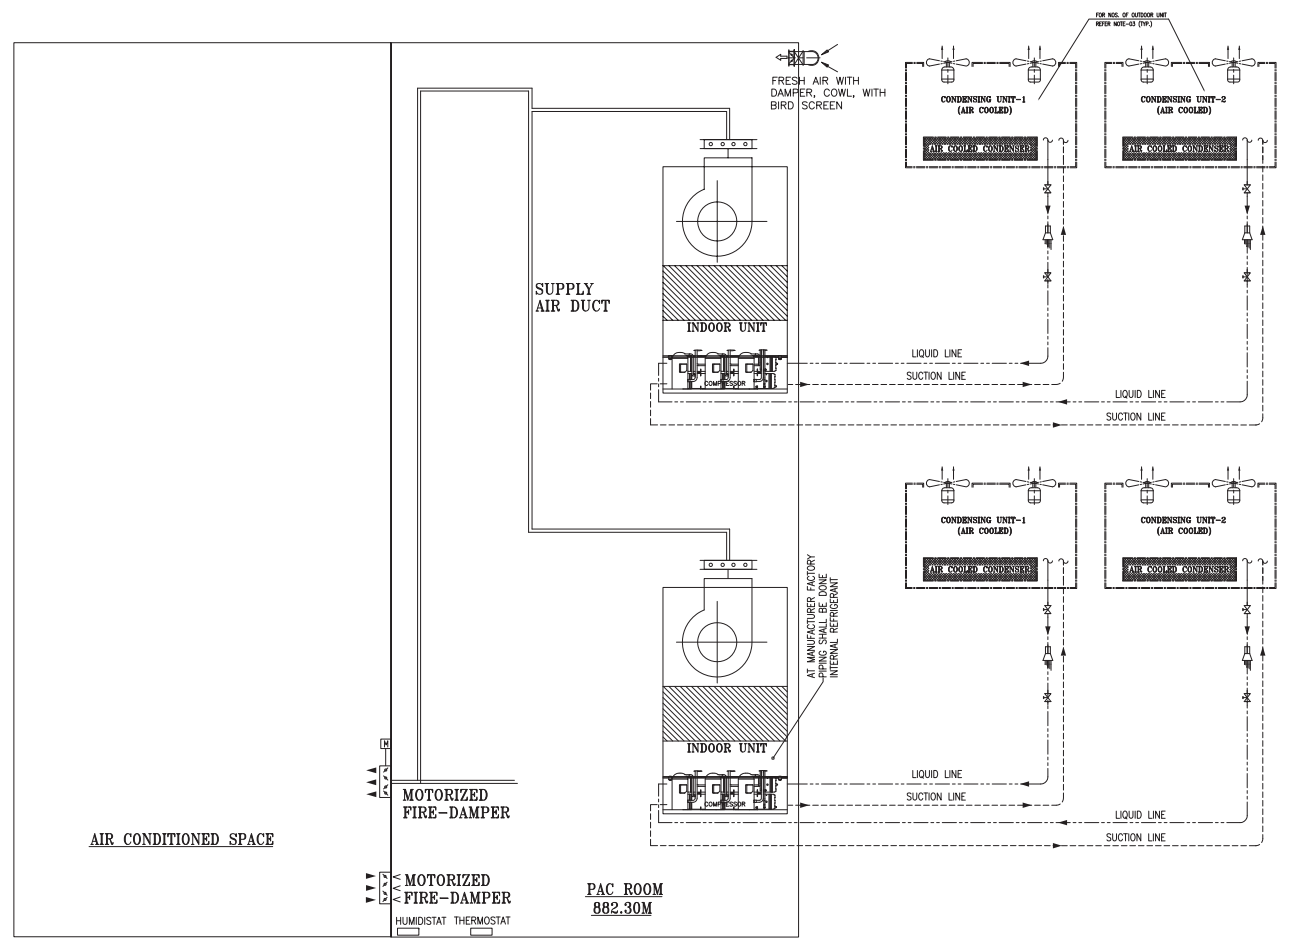 FOR NOS. OF OUTDOOR UNIT
REFER NOTE-03 (TYP.)
FRESH AIR WITH
DAMPER, COWL, WITH
BIRD SCREEN
CONDENSING UNIT-1
(AIR COOLED)
AIR COOLED CONDENSER
CONDENSING UNIT-2
(AIR COOLED)
AIR COOLED CONDENSER
SUPPLY
AIR DUCT
INDOOR UNIT
COMPRESSOR
LIQUID LINE
SUCTION LINE
LIQUID LINE
SUCTION LINE
CONDENSING UNIT-1
(AIR COOLED)
AIR COOLED CONDENSER
CONDENSING UNIT-2
(AIR COOLED)
AIR COOLED CONDENSER
AT MANUFACTURER FACTORY
PIPING SHALL BE DONE
INTERNAL REFRIGERANT
INDOOR UNIT
COMPRESSOR
LIQUID LINE
SUCTION LINE
LIQUID LINE
SUCTION LINE
M
MOTORIZED
FIRE-DAMPER
AIR CONDITIONED SPACE
MOTORIZED
FIRE-DAMPER
PAC ROOM
882.30M
HUMIDISTAT THERMOSTAT